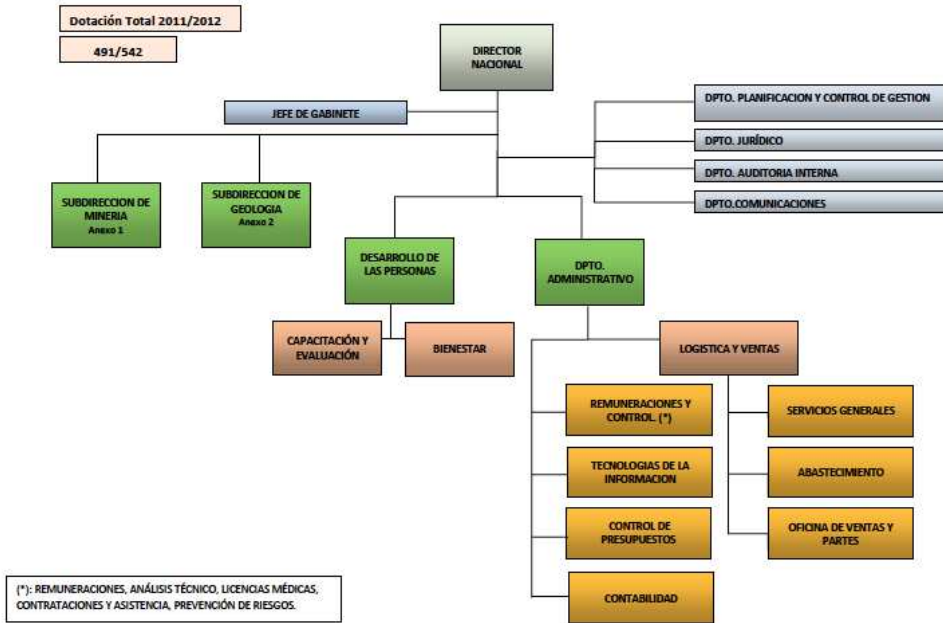 Dotación Total 2011/2012
491/542
DIRECTOR
NACIONAL
JEFE DE GABINETE
DPTO. PLANIFICACION Y CONTROL DE GESTION
DPTO. JURÍDICO
DPTO. AUDITORIA INTERNA
DPTO.COMUNICACIONES
SUBDIRECCION DE
MINERIA
Anexo 1
SUBDIRECCION DE
GEOLOGIA
Anexo 2
DESARROLLO DE
LAS PERSONAS
DPTO.
ADMINISTRATIVO
CAPACITACIÓN Y
EVALUACIÓN
BIENESTAR
LOGISTICA Y VENTAS
REMUNERACIONES Y
CONTROL. (*)
TECNOLOGIAS DE LA
INFORMACION
CONTROL DE
PRESUPUESTOS
CONTABILIDAD
SERVICIOS GENERALES
ABASTECIMIENTO
OFICINA DE VENTAS Y
PARTES
(*): REMUNERACIONES, ANÁLISIS TÉCNICO, LICENCIAS MÉDICAS,
CONTRATACIONES Y ASISTENCIA, PREVENCIÓN DE RIESGOS.